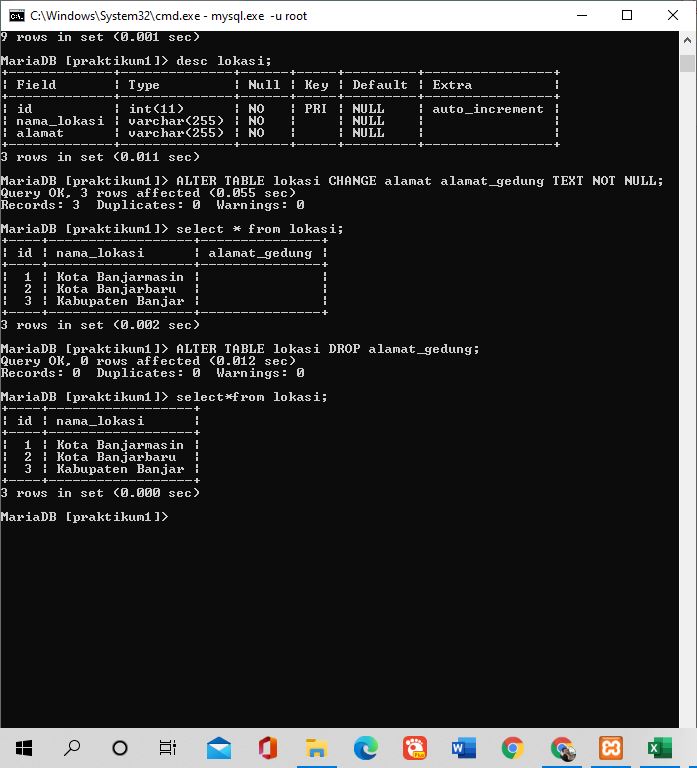 C:\Windows\System32\cmd.exe - mysql.exe -u root
9 rows in set (0.001 sec)
MariaDB [praktikum1]> desc lokasi;
+-------------+--------------+------+-----+---------+----------------+
| Field | Type | Null | Key | Default | Extra |
+-------------+--------------+------+-----+---------+----------------+
| id | int(11) | NO | PRI | NULL | auto_increment |
| nama_lokasi | varchar(255) | NO | | NULL | |
| alamat | varchar(255) | NO | | NULL | |
+-------------+--------------+------+-----+---------+----------------+
3 rows in set (0.011 sec)
MariaDB [praktikum1]> ALTER TABLE lokasi CHANGE alamat alamat_gedung TEXT NOT NULL;
Query OK, 3 rows affected (0.055 sec)
Records: 3 Duplicates: 0 Warnings: 0
MariaDB [praktikum1]> select * from lokasi;
+----+------------------+---------------+
| id | nama_lokasi | alamat_gedung |
+----+------------------+---------------+
| 1 | Kota Banjarmasin | |
| 2 | Kota Banjarbaru | |
| 3 | Kabupaten Banjar | |
+----+------------------+---------------+
3 rows in set (0.002 sec)
MariaDB [praktikum1]> ALTER TABLE lokasi DROP alamat_gedung;
Query OK, 0 rows affected (0.012 sec)
Records: 0 Duplicates: 0 Warnings: 0
MariaDB [praktikum1]> select*from lokasi;
+----+------------------+
| id | nama_lokasi |
+----+------------------+
| 1 | Kota Banjarmasin |
| 2 | Kota Banjarbaru |
| 3 | Kabupaten Banjar |
+----+------------------+
3 rows in set (0.000 sec)
MariaDB [praktikum1]>